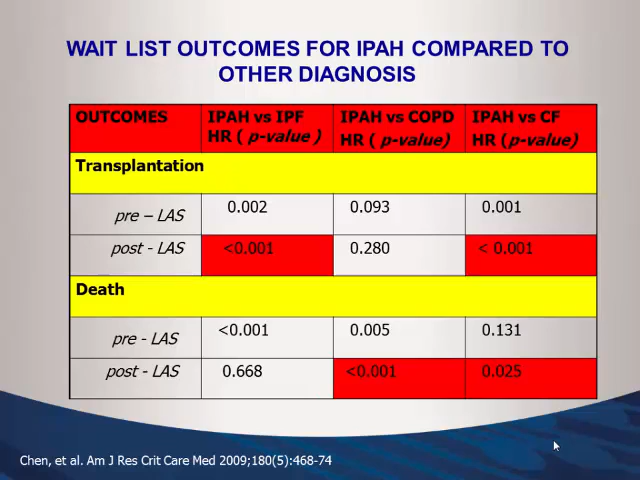 WAIT LIST OUTCOMES FOR IPAH COMPARED TO
OTHER DIAGNOSIS
OUTCOMES IPAH vs IPF IPAH vs COPD IPAH vs CF
HR ( p-value ) HR ( p-value) HR (p-value)
Transplantation
pre – LAS 0.002 0.093 0.001
post - LAS <0.001 0.280 < 0.001
Death
pre - LAS <0.001 0.005 0.131
post - LAS 0.668 <0.001 0.025
Chen, et al. Am J Res Crit Care Med 2009;180(5):468-74